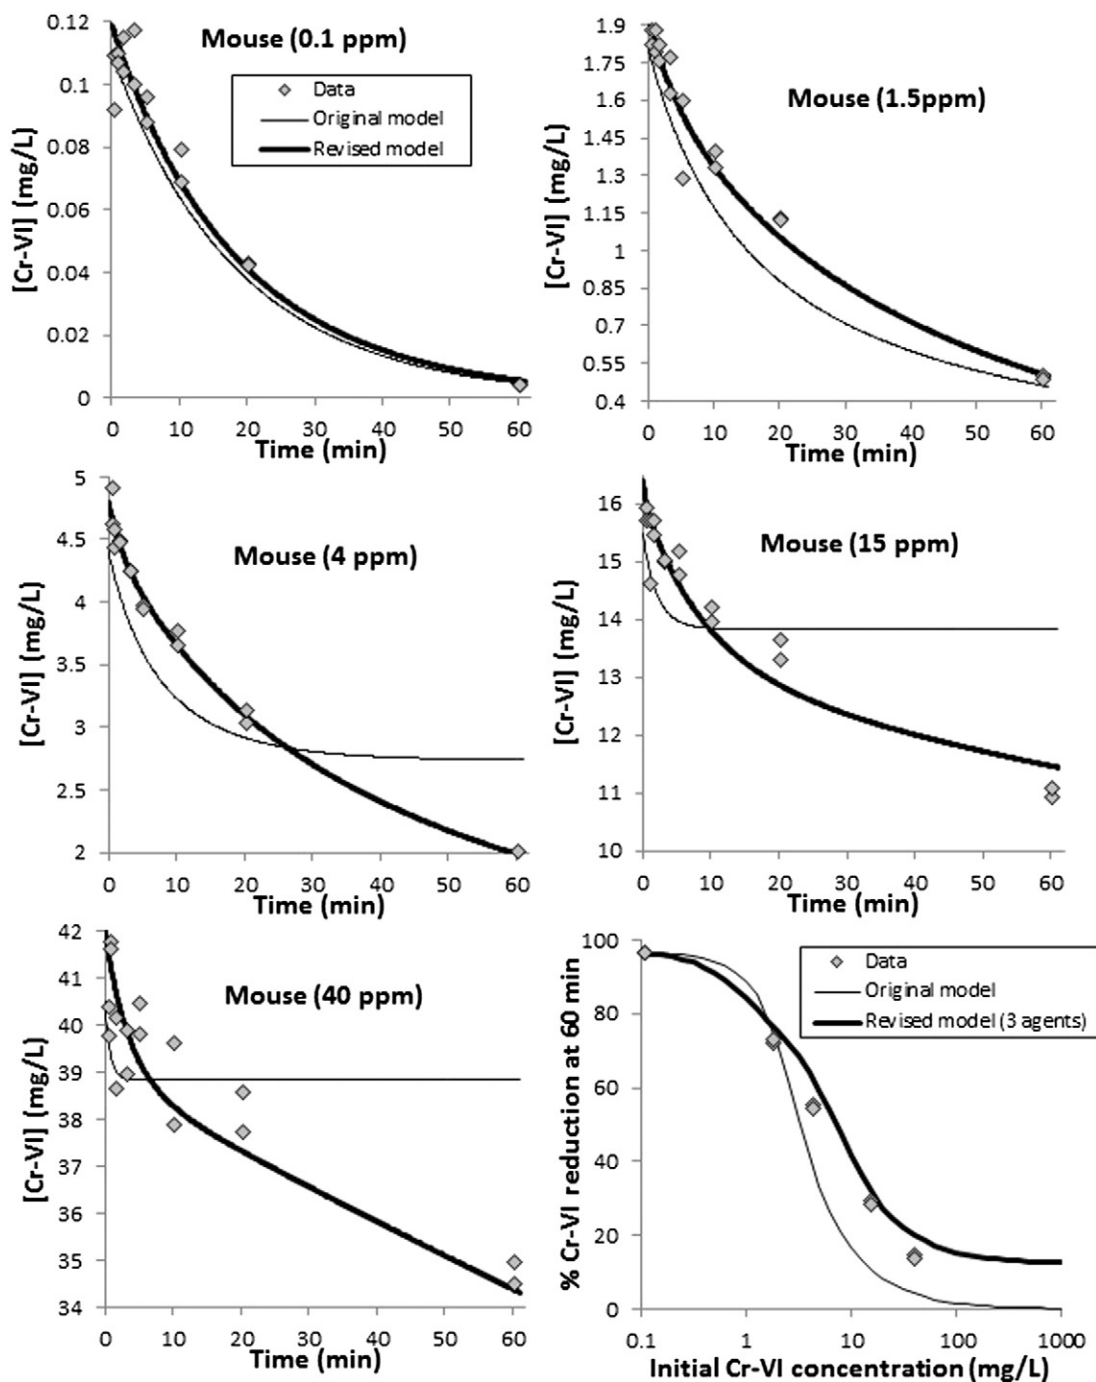 Mouse (0.1 ppm)
Data
Original model
Revised model
[Cr-VI] (mg/L)
0.12
0.1
0.08
0.06
0.04
0.02
0
0 10 20 30 40 50 60
Time (min)
Mouse (1.5ppm)
[Cr-VI] (mg/L)
1.9
1.75
1.6
1.45
1.3
1.15
1
0.85
0.7
0.55
0.4
0 10 20 30 40 50 60
Time (min)
Mouse (4 ppm)
[Cr-VI] (mg/L)
5
4.5
4
3.5
3
2.5
2
0 10 20 30 40 50 60
Time (min)
Mouse (15 ppm)
[Cr-VI] (mg/L)
16
15
14
13
12
11
10
0 10 20 30 40 50 60
Time (min)
Mouse (40 ppm)
[Cr-VI] (mg/L)
42
41
40
39
38
37
36
35
34
0 10 20 30 40 50 60
Time (min)
Data
Original model
Revised model (3 agents)
% Cr-VI reduction at 60 min
100
80
60
40
20
0
0.1 1 10 100 1000
Initial Cr-VI concentration (mg/L)